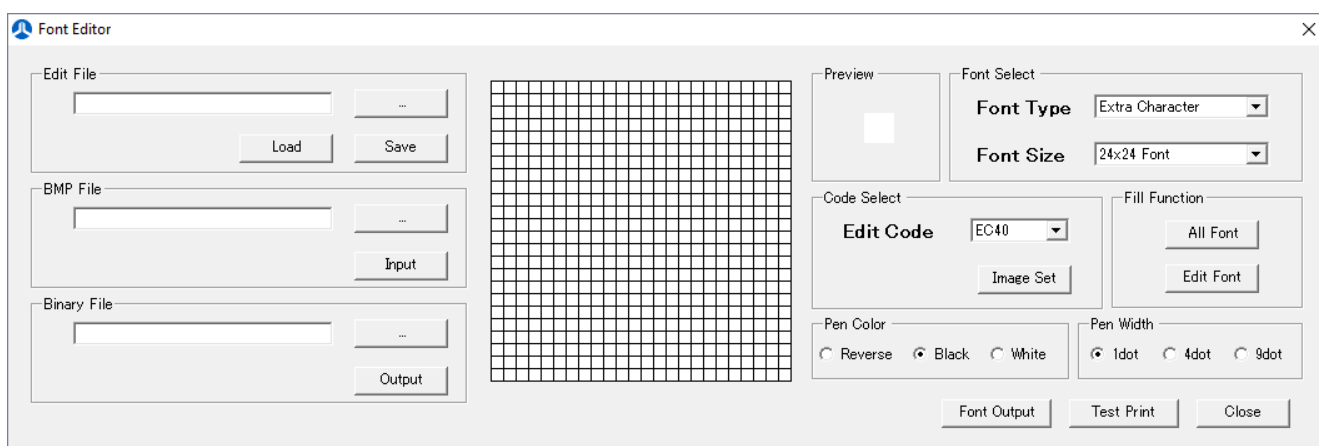 Font Editor
Edit File
...
Load
Save
BMP File
...
Input
Binary File
...
Output
Preview
Font Select
Font Type
Extra Character
Font Size
24x24 Font
Code Select
Edit Code
EC40
Image Set
Fill Function
All Font
Edit Font
Pen Color
Reverse
Black
White
Pen Width
1dot
4dot
9dot
Font Output
Test Print
Close